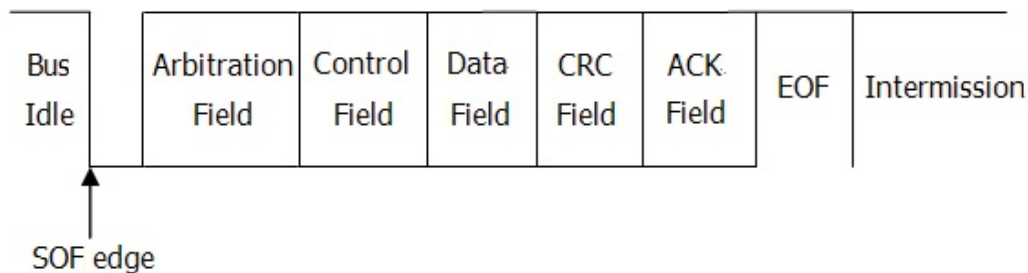 Bus
Idle
Arbitration
Field
Control
Field
Data
Field
CRC
Field
ACK
Field
EOF
Intermission
SOF edge